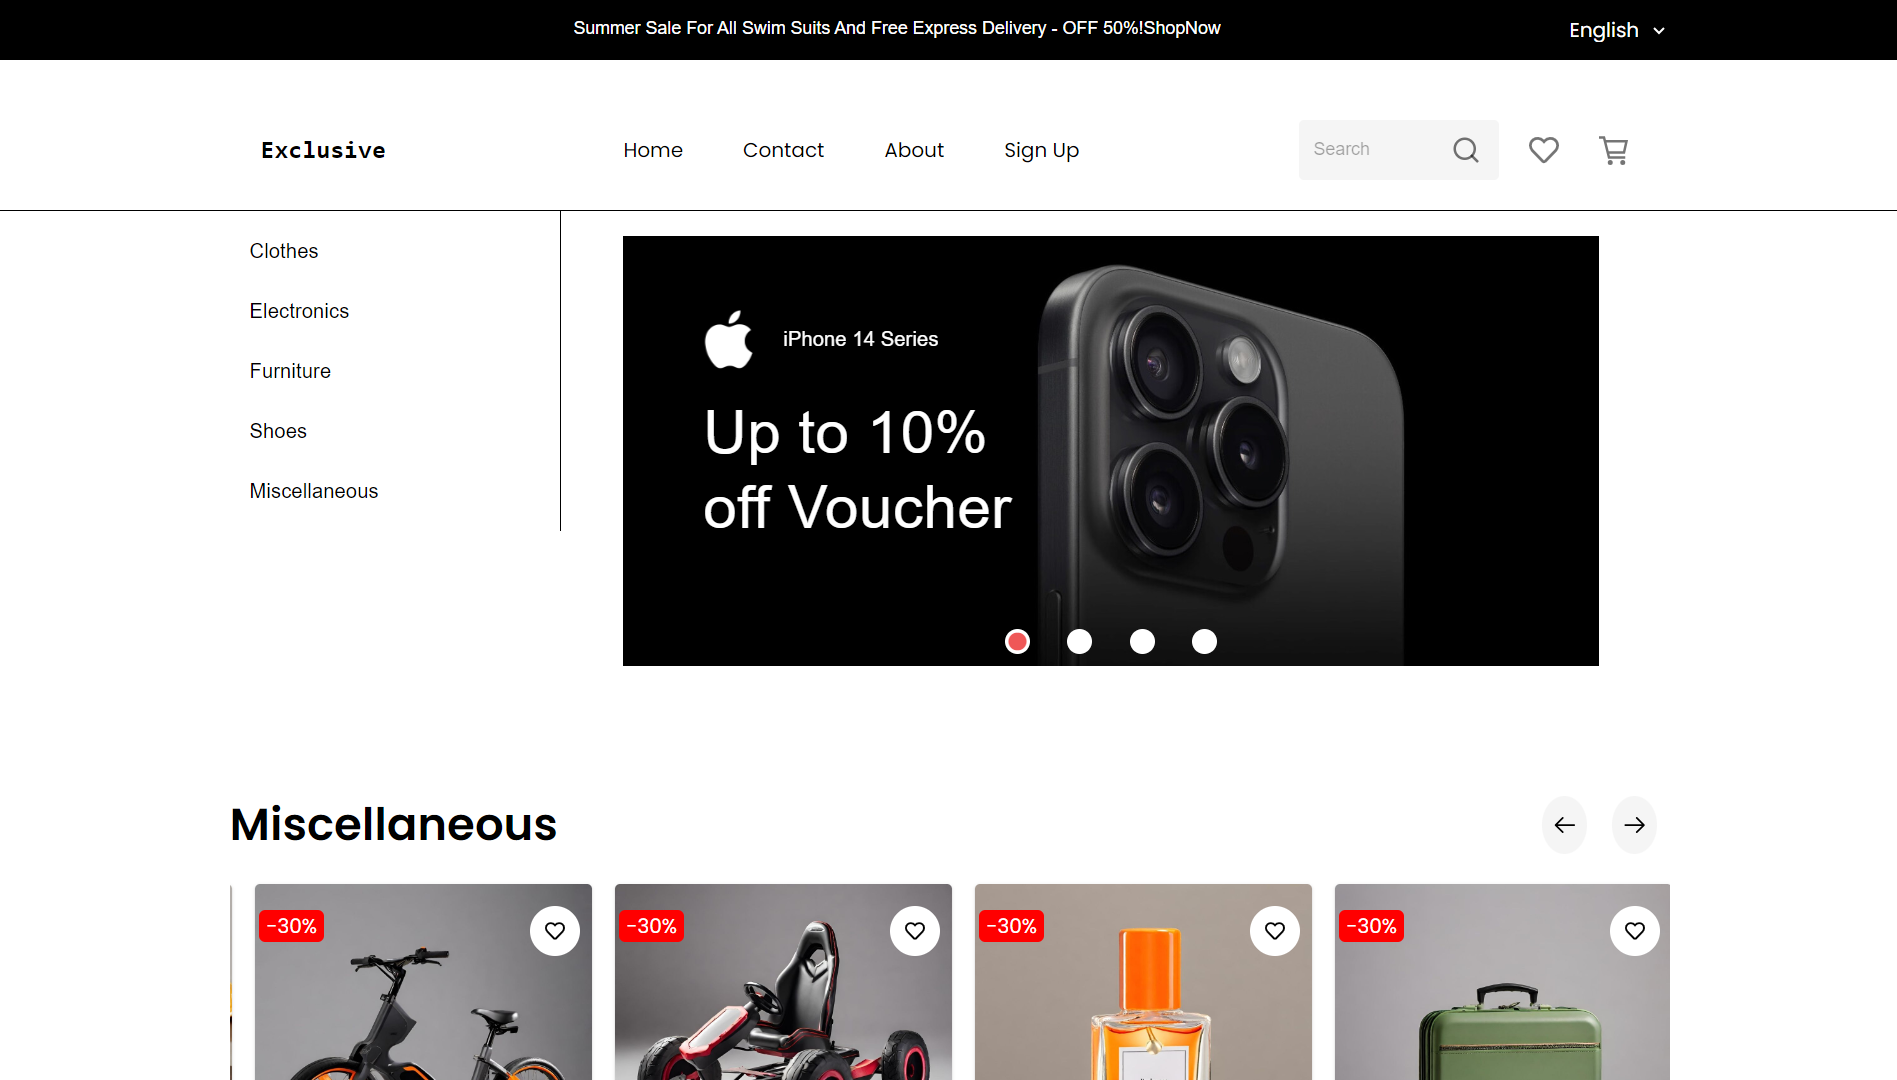 Summer Sale For All Swim Suits And Free Express Delivery - OFF 50%!ShopNow
English
Exclusive
Home
Contact
About
Sign Up
Search
Clothes
Electronics
Furniture
Shoes
Miscellaneous
iPhone 14 Series
Up to 10%
off Voucher
Miscellaneous
-30%
-30%
-30%
-30%